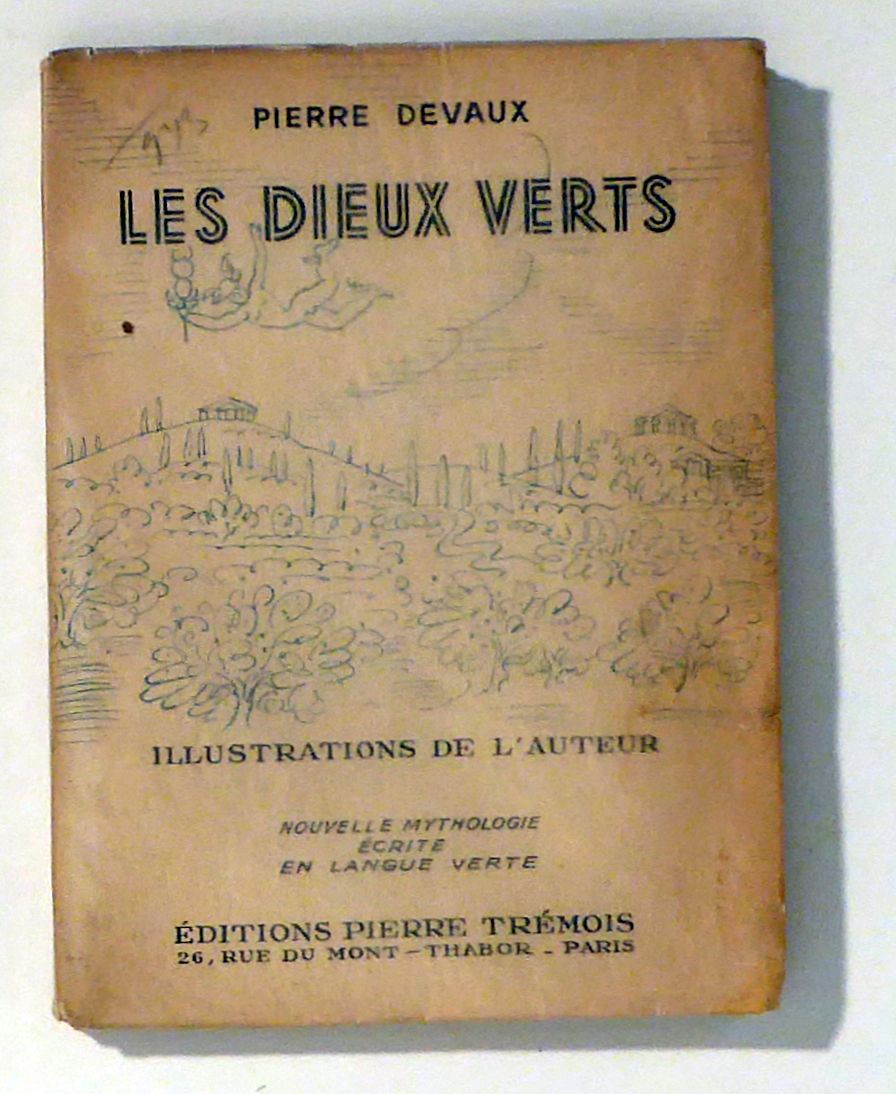 PIERRE DEVAUX
LES DIEUX VERTS
ILLUSTRATIONS DE L'AUTEUR
NOUVELLE MYTHOLOGIE
ÉCRITE
EN LANGUE VERTE
ÉDITIONS PIERRE TRÉMOIS
26, RUE DU MONT-THABOR - PARIS